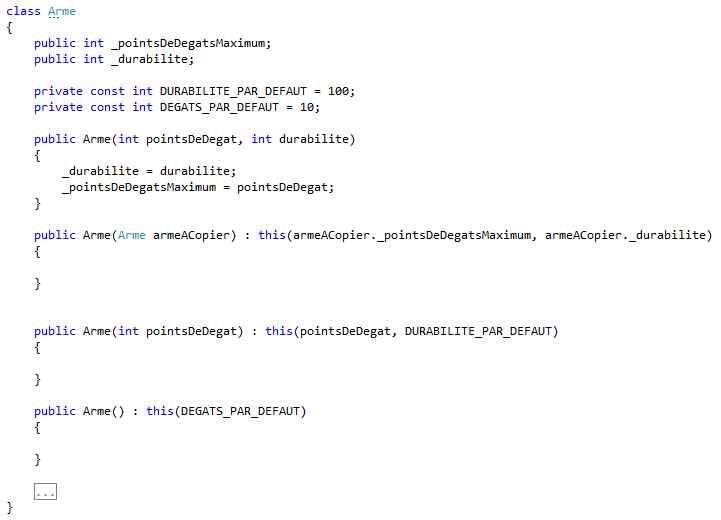 class Arme
{
    public int _pointsDeDegatsMaximum;
    public int _durabilite;
    private const int DURABILITE_PAR_DEFAUT = 100;
    private const int DEGATS_PAR_DEFAUT = 10;
    public Arme(int pointsDeDegat, int durabilite)
    {
        _durabilite = durabilite;
        _pointsDeDegatsMaximum = pointsDeDegat;
    }
    public Arme(Arme armeACopier) : this(armeACopier._pointsDeDegatsMaximum, armeACopier._durabilite)
    {
    }
    public Arme(int pointsDeDegat) : this(pointsDeDegat, DURABILITE_PAR_DEFAUT)
    {
    }
    public Arme() : this(DEGATS_PAR_DEFAUT)
    {
    }
    ...
}